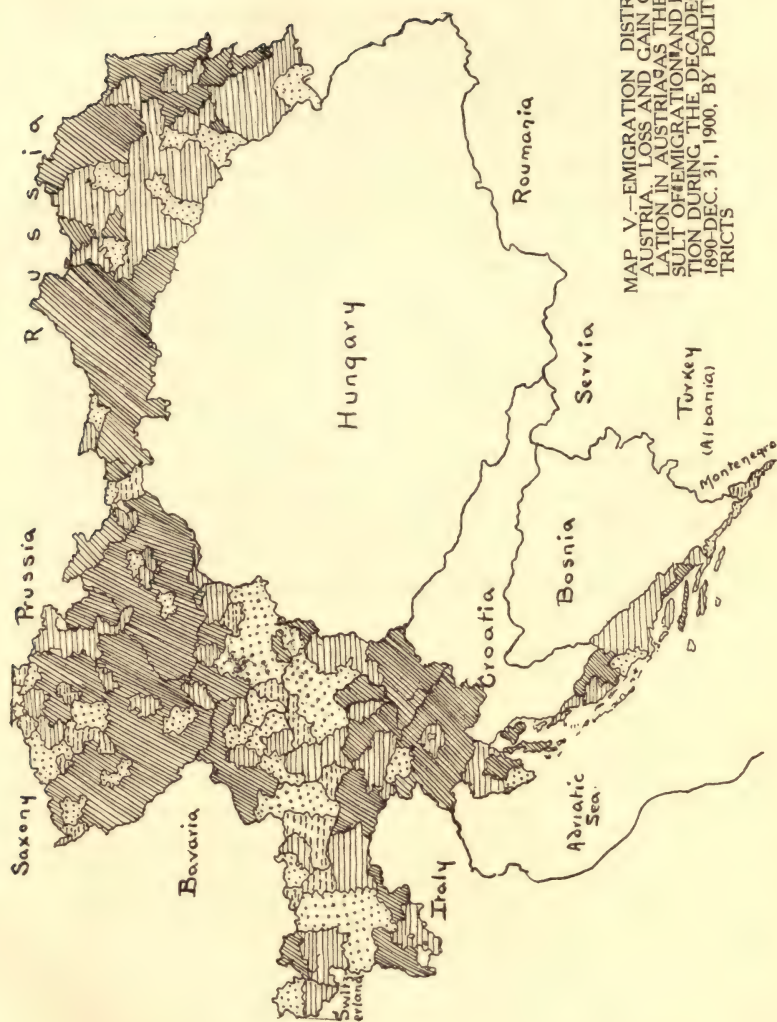 Russia
Prussia
Saxony
Bavaria
Switz
erland
Italy
Hungary
Roumania
Croatia
Servia
Bosnia
Turkey
(Albania)
Montenegro
Adriatic
Sea.
MAP V.—EMIGRATION DISTR
AUSTRIA. LOSS AND GAIN
LATION IN AUSTRIA AS THE
SULT OF EMIGRATION AND
TION DURING THE DECADE
1890-DEC. 31, 1900, BY POLIT
TRICTS